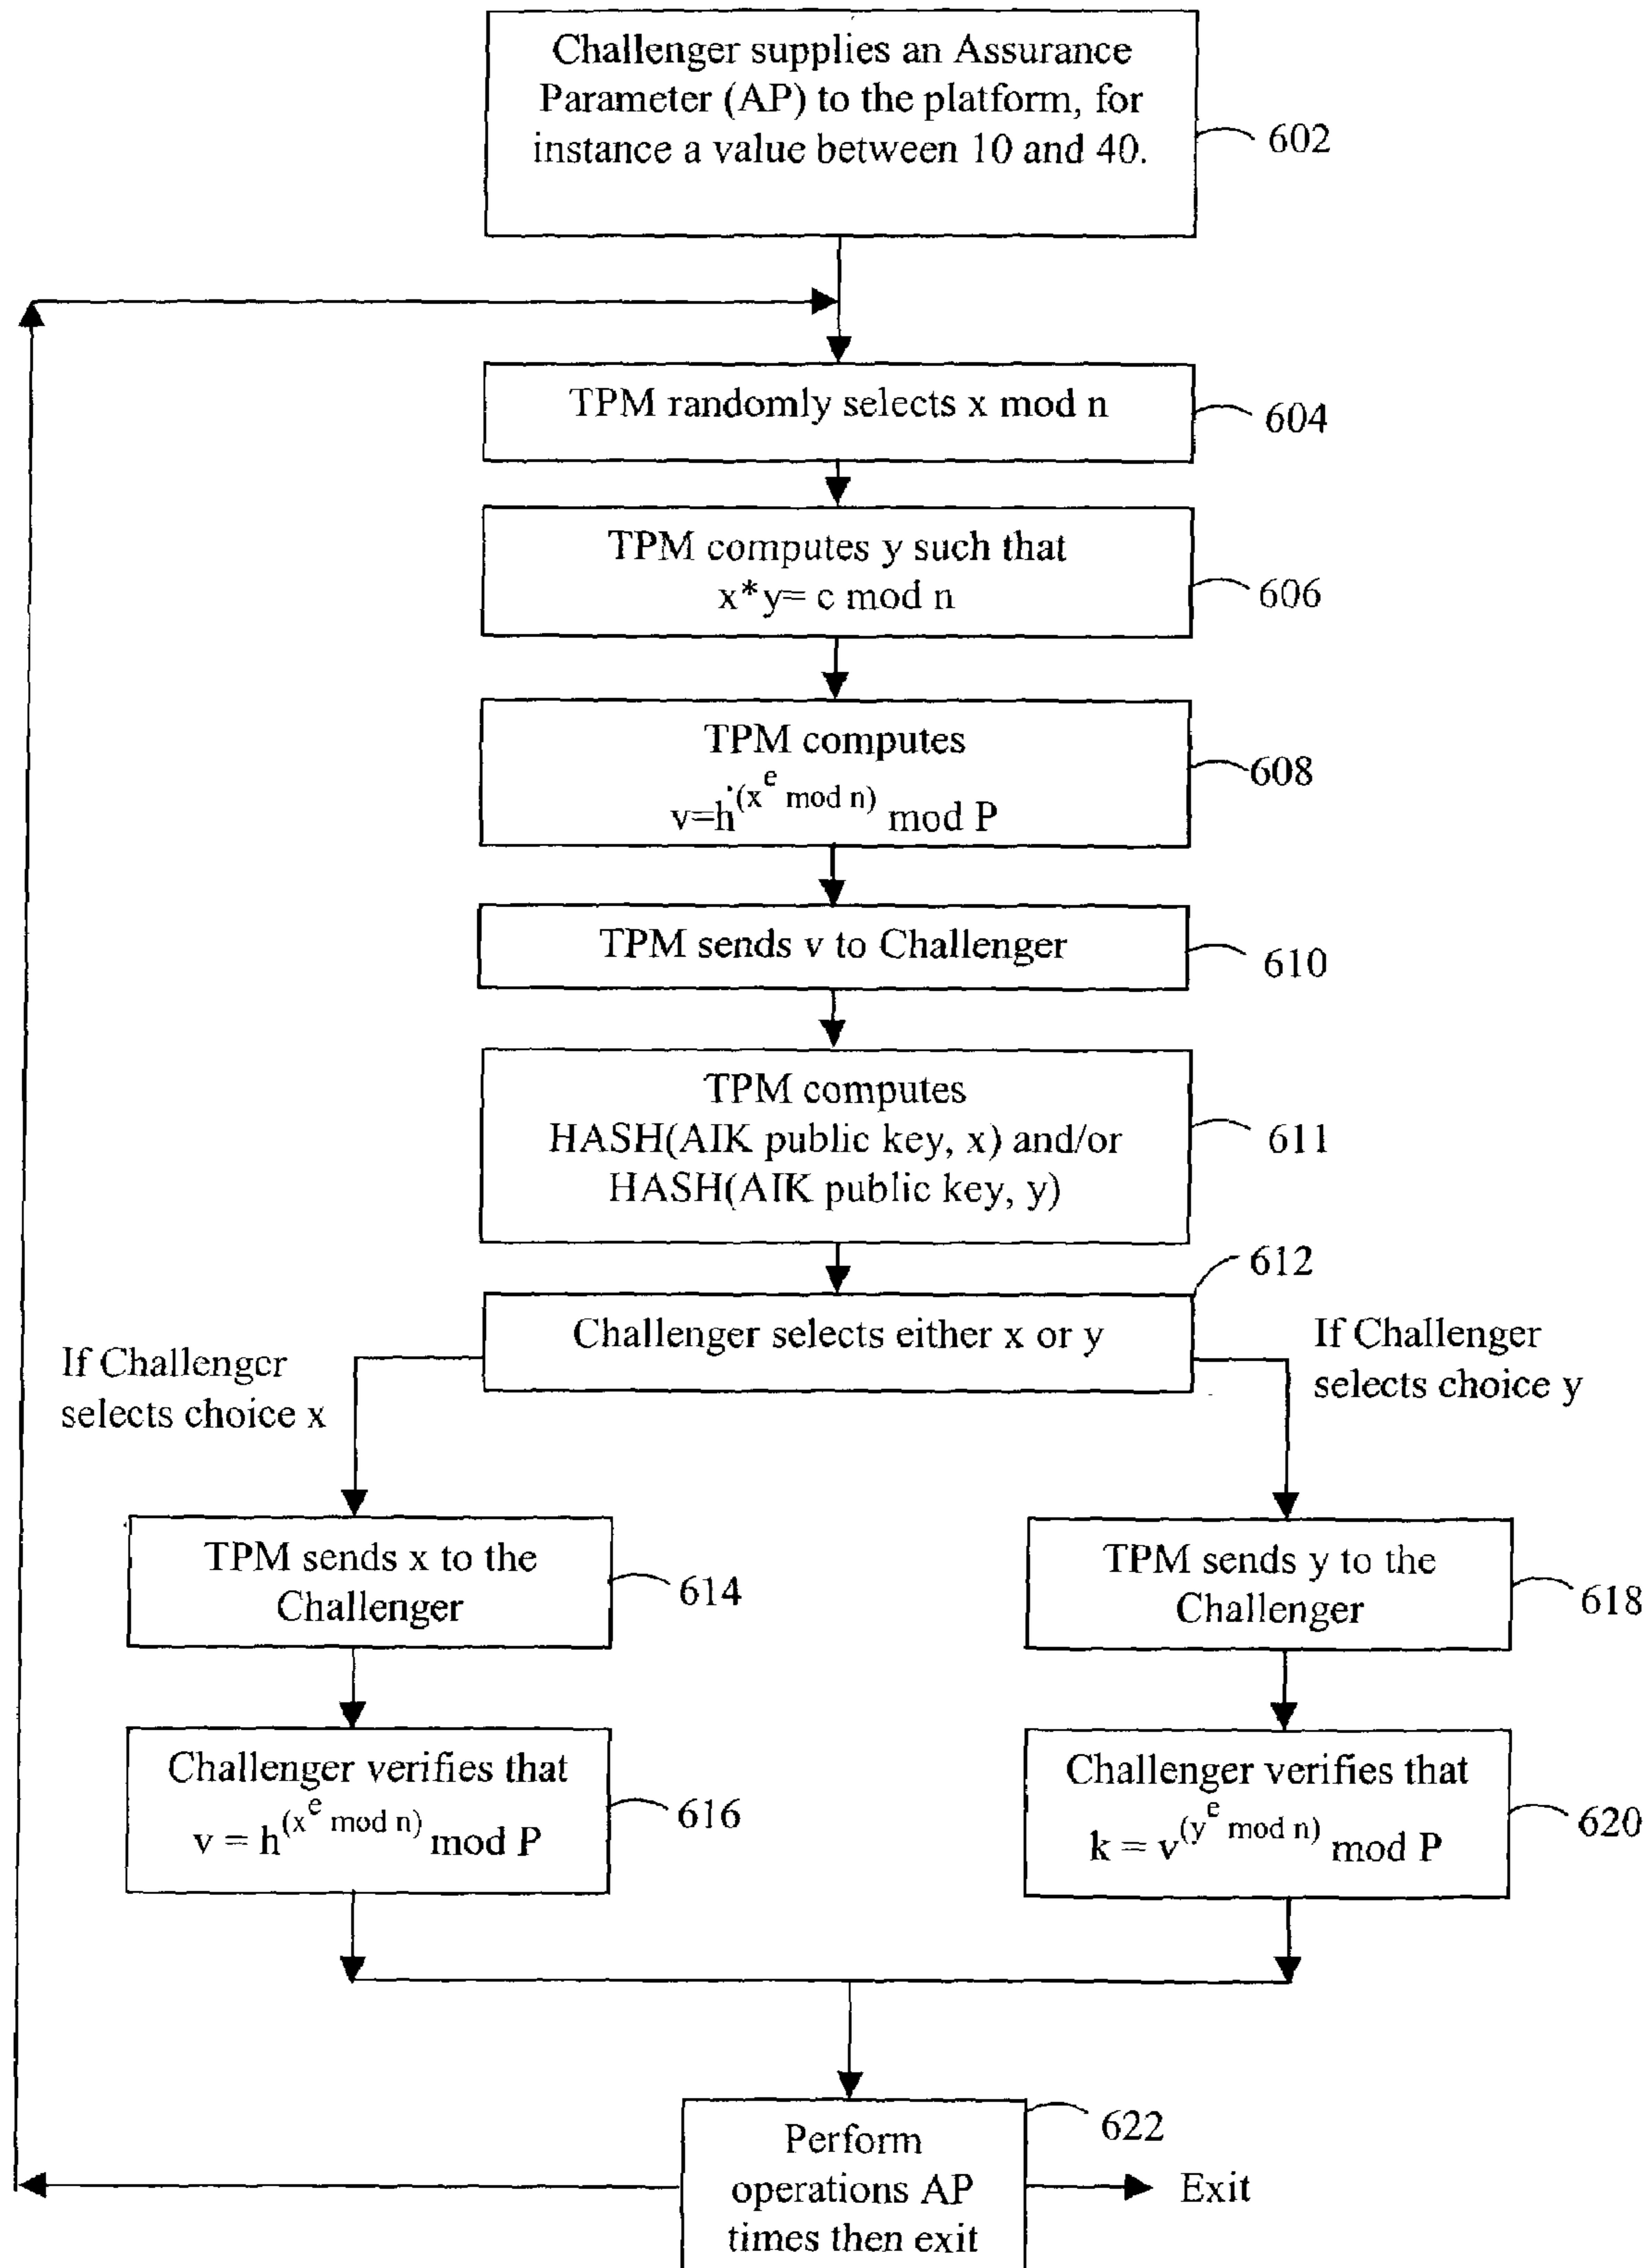 Challenger supplies an Assurance
Parameter (AP) to the platform, for
instance a value between 10 and 40.
602
TPM randomly selects x mod n
604
TPM computes y such that
x*y= c mod n
606
TPM computes
v=h^(x^e mod n) mod P
608
TPM sends v to Challenger
610
TPM computes
HASH(AIK public key, x) and/or
HASH(AIK public key, y)
611
612
Challenger selects either x or y
If Challenger
selects choice x
If Challenger
selects choice y
TPM sends x to the
Challenger
614
TPM sends y to the
Challenger
618
Challenger verifies that
v = h^(x^e mod n) mod P
616
Challenger verifies that
k = v^(y^e mod n) mod P
620
622
Perform
operations AP
times then exit
Exit